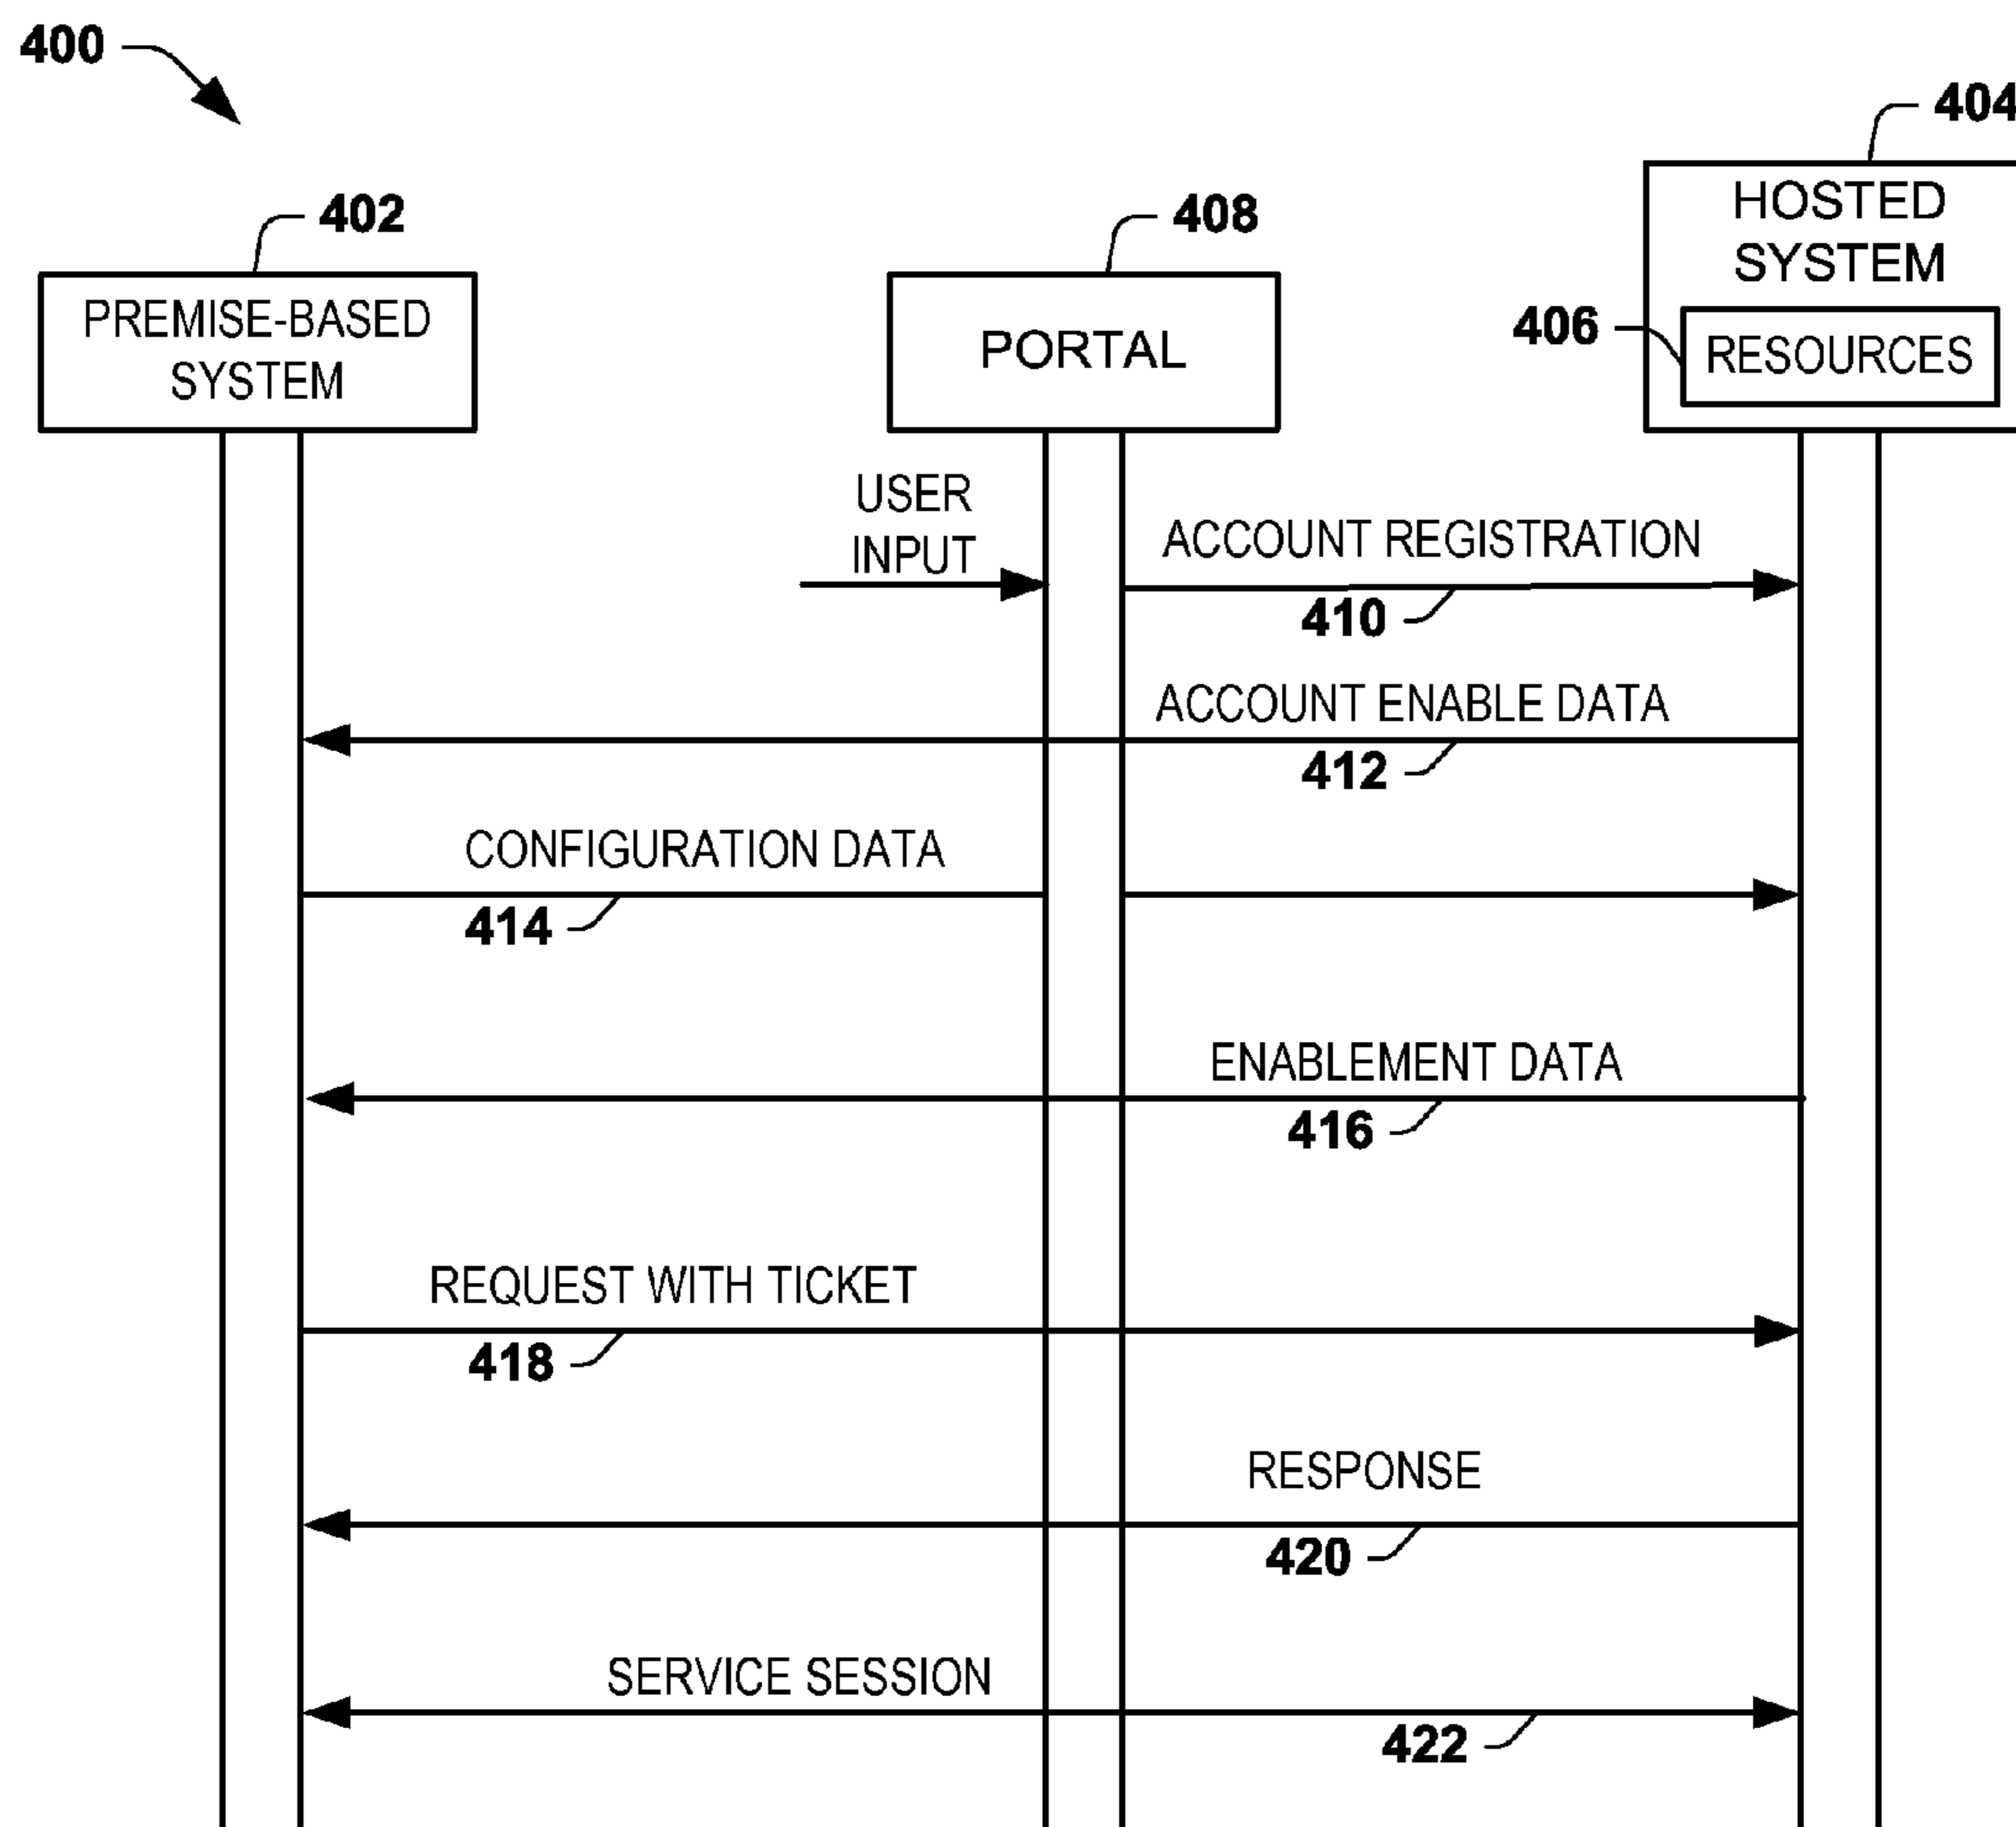 400
404
HOSTED
SYSTEM
402
408
PREMISE-BASED
SYSTEM
PORTAL
406
RESOURCES
USER
INPUT
ACCOUNT REGISTRATION
410
ACCOUNT ENABLE DATA
412
CONFIGURATION DATA
414
ENABLEMENT DATA
416
REQUEST WITH TICKET
418
RESPONSE
420
SERVICE SESSION
422